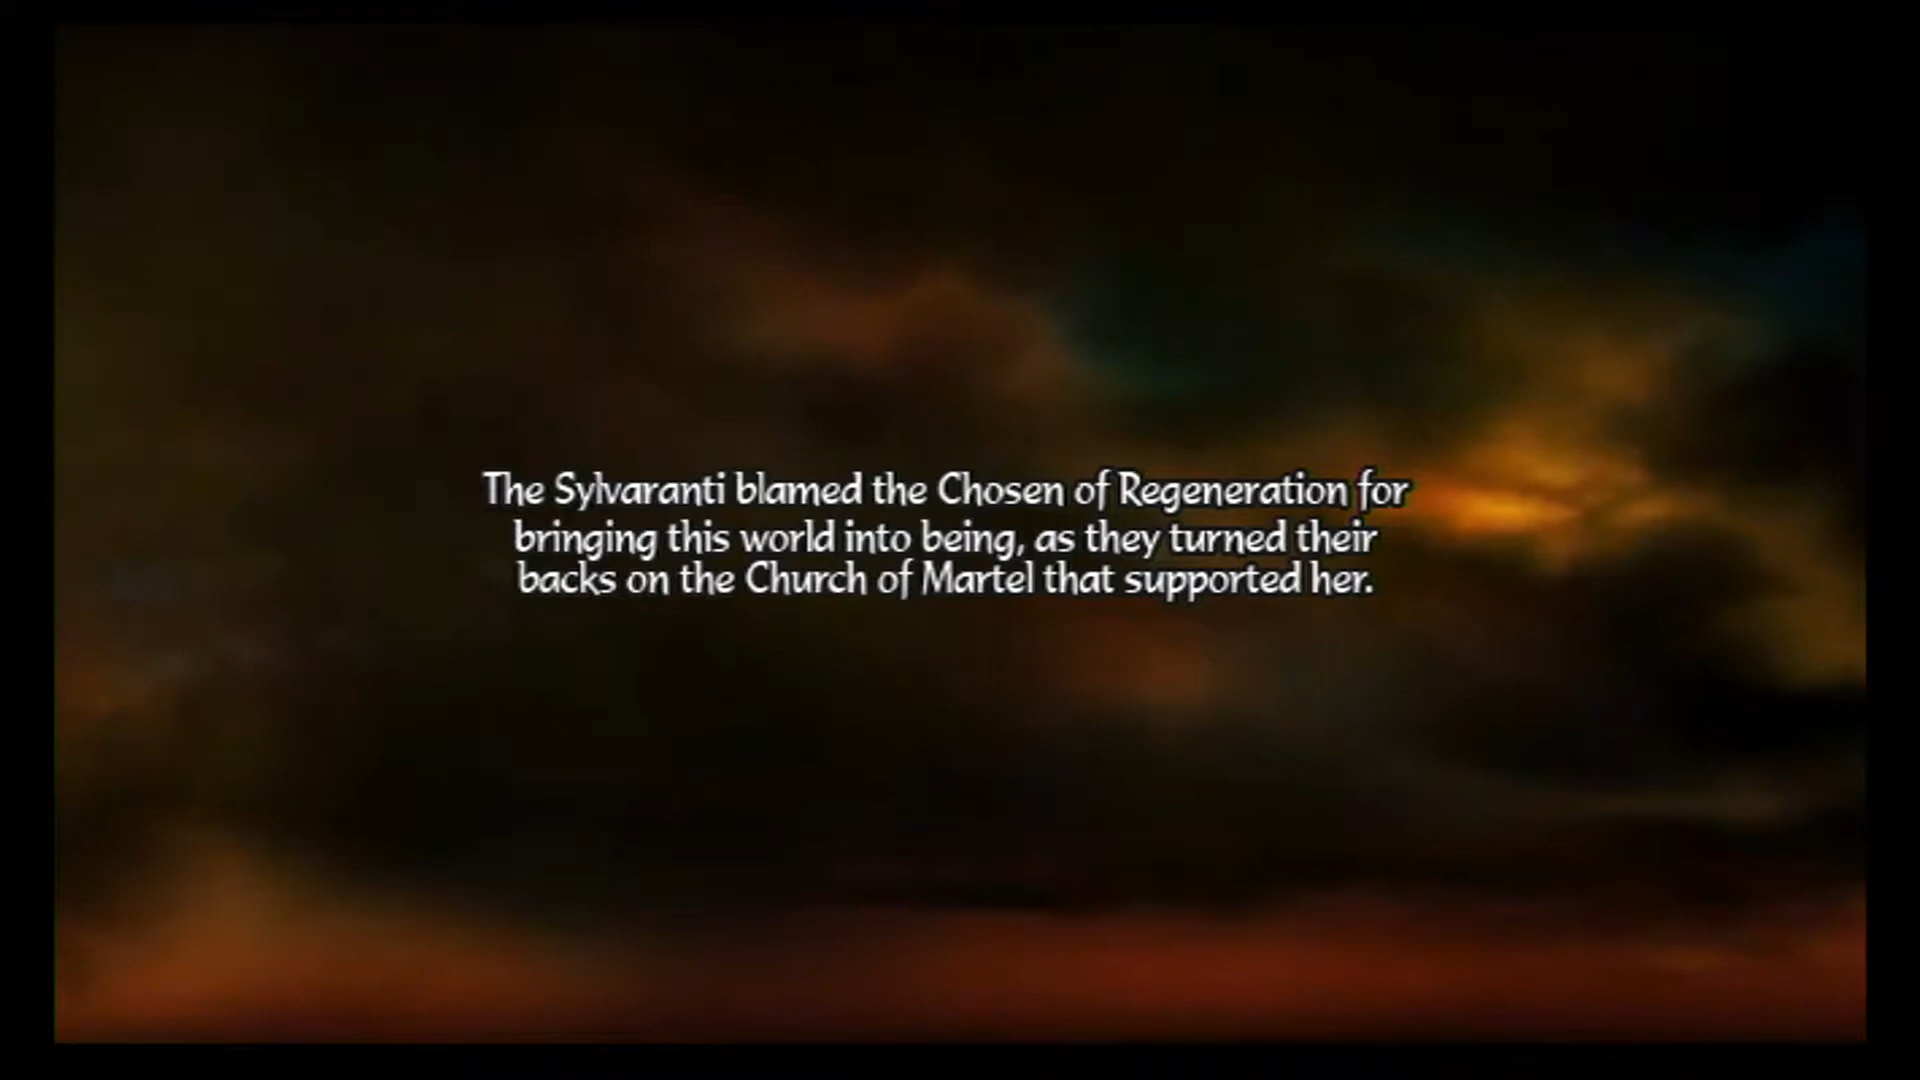 The Sylvaranti blamed the Chosen of Regeneration for
bringing this world into being, as they turned their
backs on the Church of Martel that supported her.